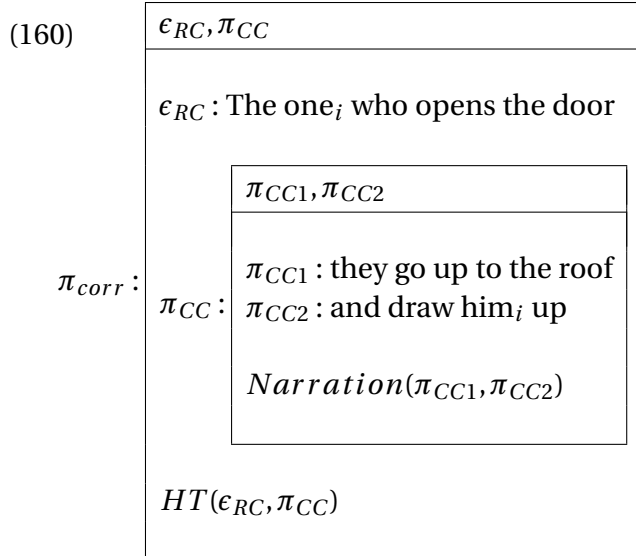 (160)
ϵ_RC, π_CC
ϵ_RC : The one_i who opens the door
π_CC1, π_CC2
π_CC1 : they go up to the roof
π_corr :
π_CC :
π_CC2 : and draw him_i up
Narration(π_CC1, π_CC2)
HT(ϵ_RC, π_CC)